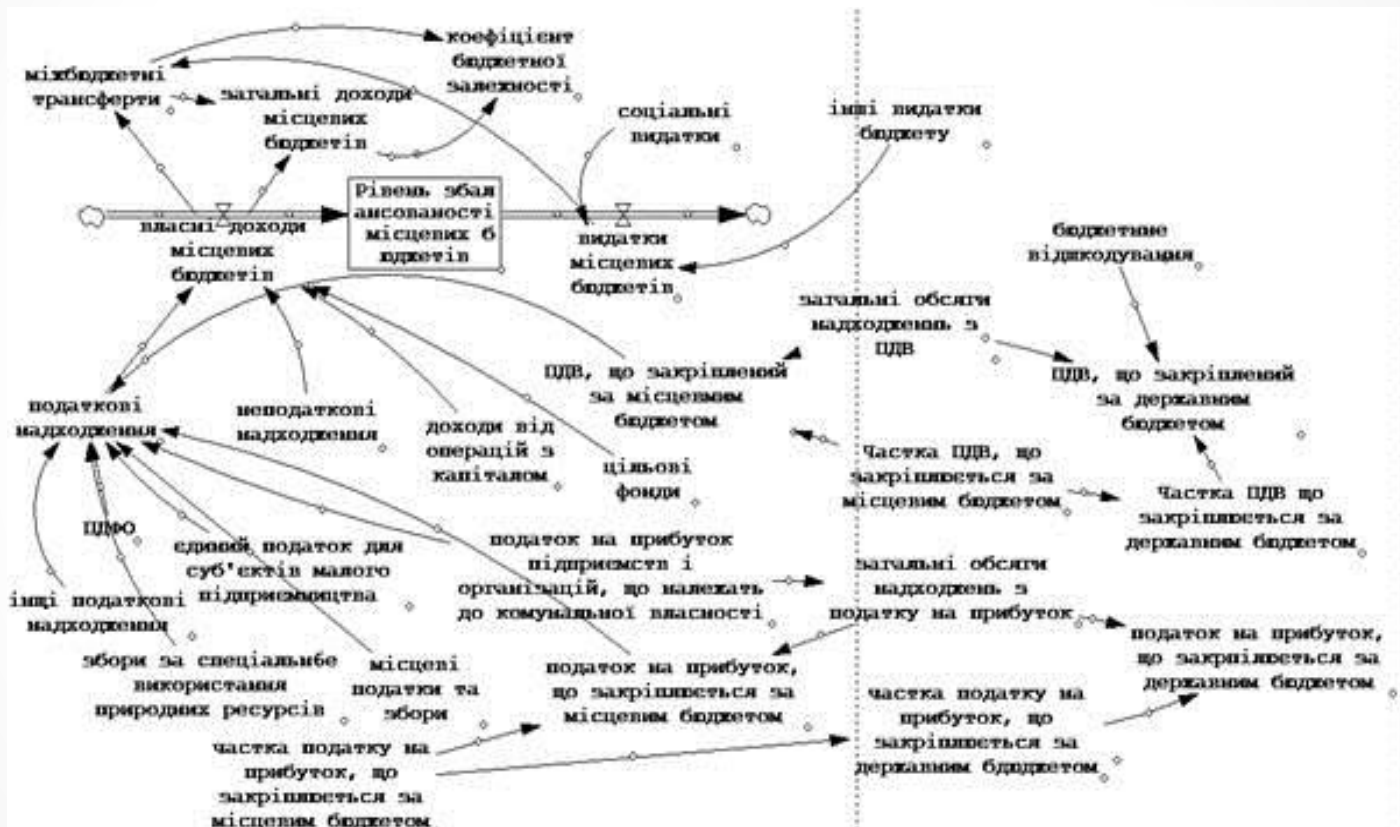 коефіцієнт
бюджетної
залежності
міжбюджетні
трансферти
загальні доходи
місцевих
бюджетів
соціальні
видатки
інші видатки
бюджету
Рівень збал
ансованості
місцевих б
юджетів
власні доходи
місцевих
бюджетів
видатки
місцевих
бюджетів
бюджетине
відшкодування
загальні обсяги
надходжень з
ПДВ
ПДВ, що закріплений
за місцевмим
бюджетом
ПДВ, що закріплений
за державним
бюджетом
податкові
надходження
неподаткові
надходження
доходи від
операцій з
капіталом
цільові
фонди
Частка ПДВ, що
закріплюється за
місцевим бюджетом
Частка ПДВ що
закріплюється за
державним бюджетом
ПДФО
єдиний податок для
суб'єктів малого
підприємництва
податок на прибуток
підприємств і
організацій, що належать
до комунальної власності
загальні обсяги
надходжень з
податку на прибуток
інщі податкові
надходження
збори за спеціальнбе
використання
природних ресурсів
місцеві
податки та
збори
податок на прибуток,
що закріплюється за
місцевим бюджетом
податок на прибуток,
що закрпілюється за
державним бюджетом
частка податку на
прибуток, що
закріплюється за
державним бдюджетом
частка податку на
прибуток, що
закріплюється за
місцевим бюджетом